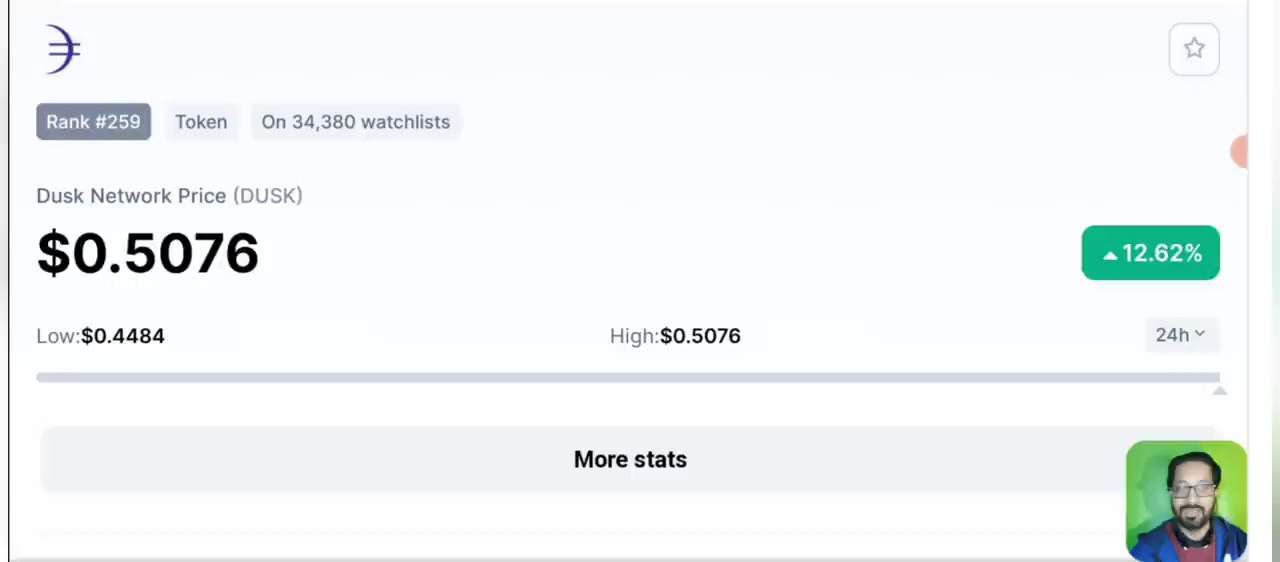 Rank #259 Token On 34,380 watchlists
Dusk Network Price (DUSK)
$0.5076
12.62%
Low:$0.4484 High:$0.5076 24h
More stats